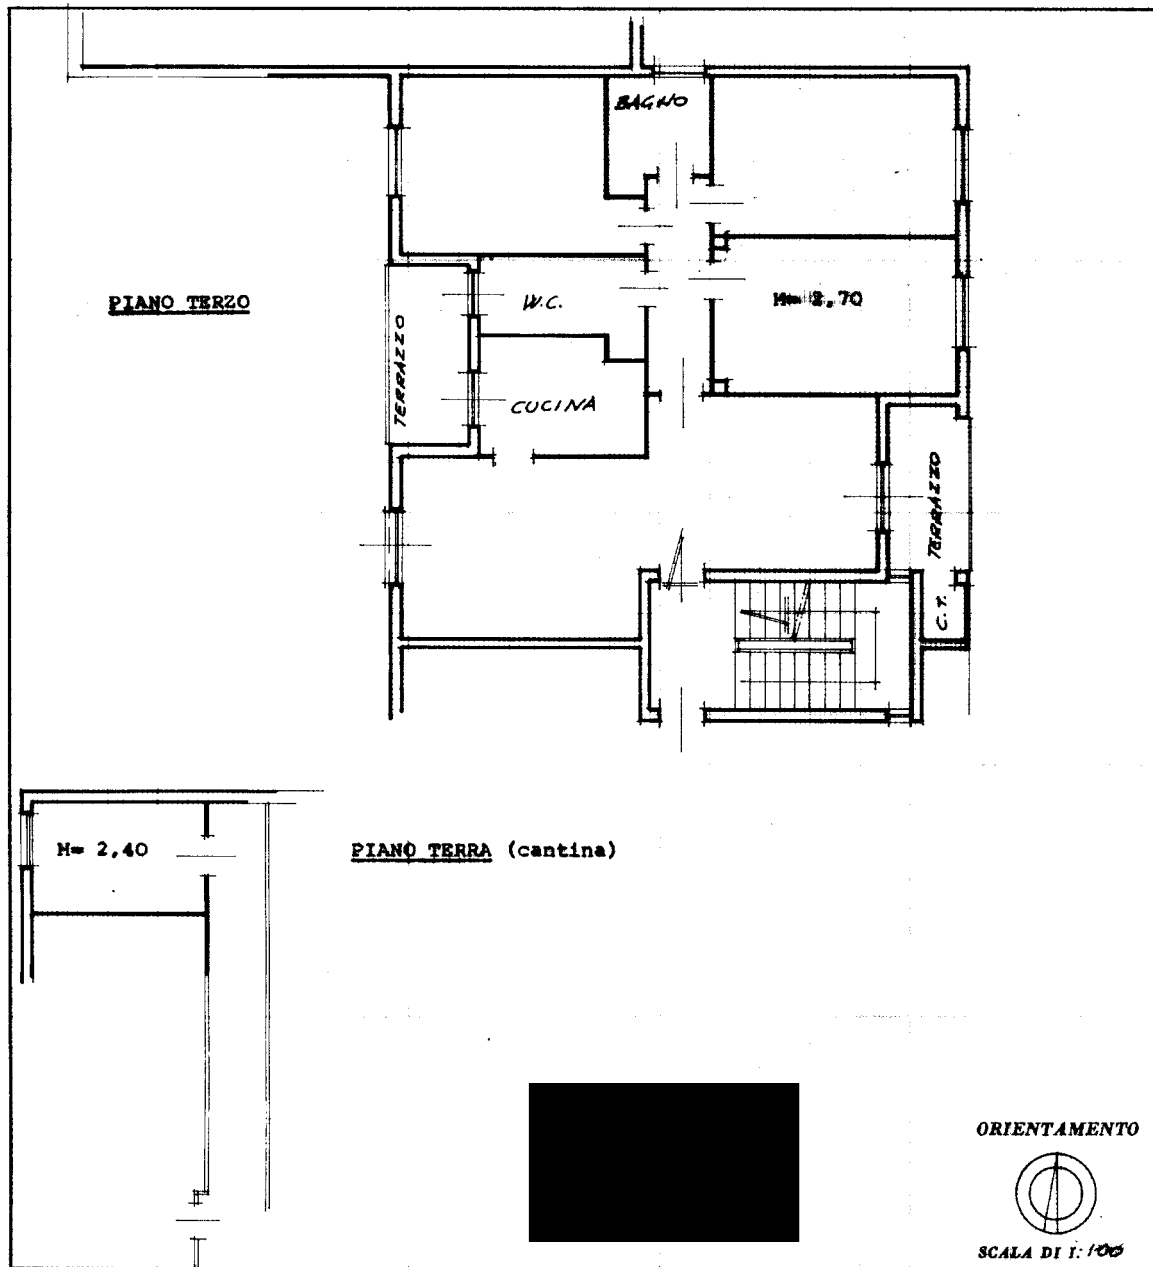 BAGNO
PIANO TERZO
W.C.
H= 2,70
TERRAZZO
CUCINA
TERRAZZO
C.T.
H= 2,40
PIANO TERRA (cantina)
ORIENTAMENTO
SCALA DI 1: 100